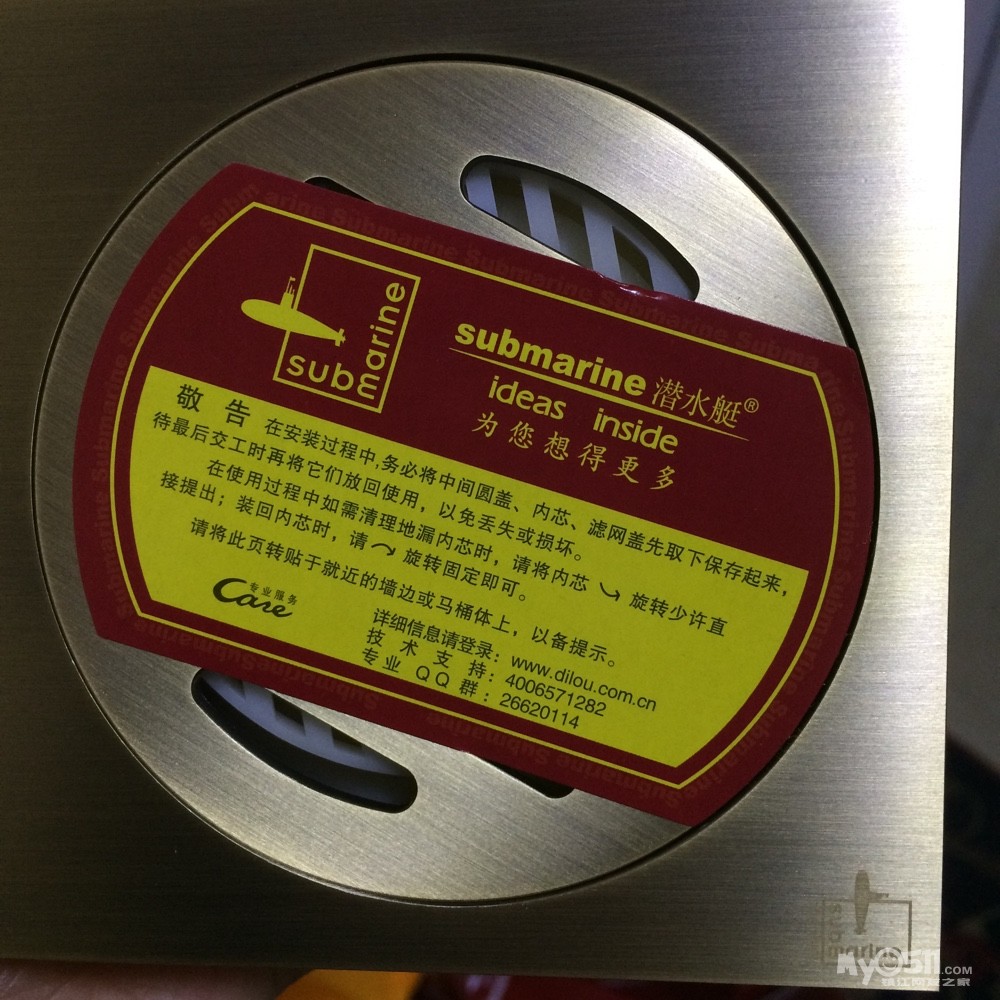 submarine
submarine 潜水艇®
ideas inside
为您想得更多
敬告 在安装过程中,务必将中间圆盖、内芯、滤网盖先取下保存起来,
待最后交工时再将它们放回使用，以免丢失或损坏。
在使用过程中如需清理地漏内芯时，请将内芯 旋转少许直
接提出；装回内芯时，请 旋转固定即可。
请将此页转贴于就近的墙边或马桶体上，以备提示。
专业服务
Care
详细信息请登录：www.dilou.com.cn
技术支持：4006571282
专业QQ群：26620114
submarine
My0511.COM